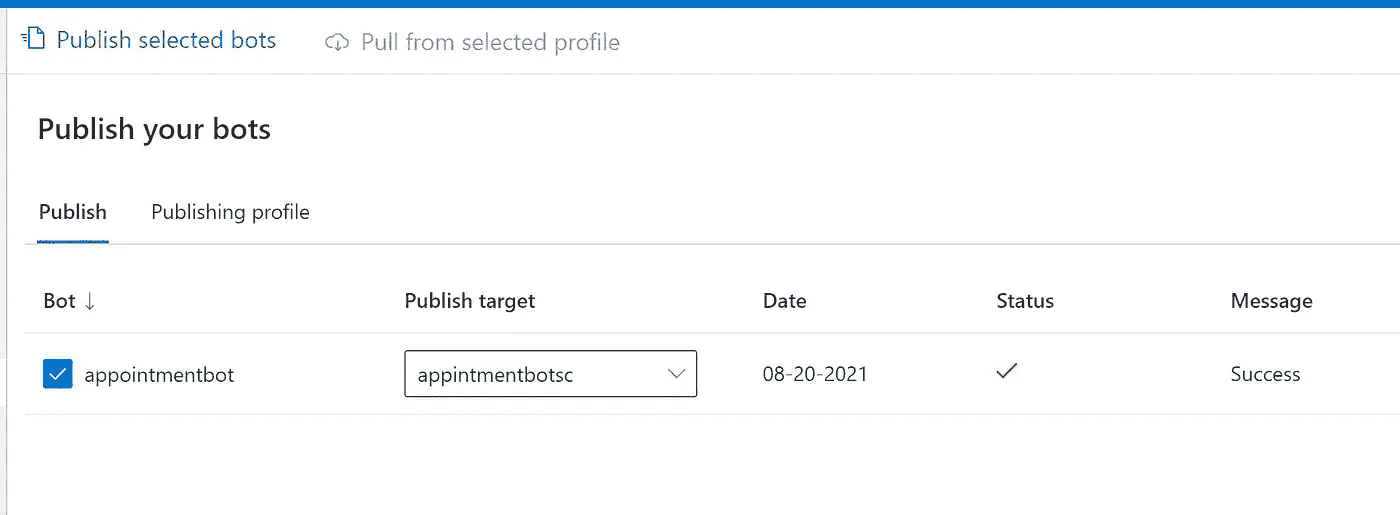 Publish selected bots Pull from selected profile
Publish your bots
Publish Publishing profile
Bot ↓ Publish target Date Status Message
appointmentbot appintmentbotsc 08-20-2021 ✓ Success